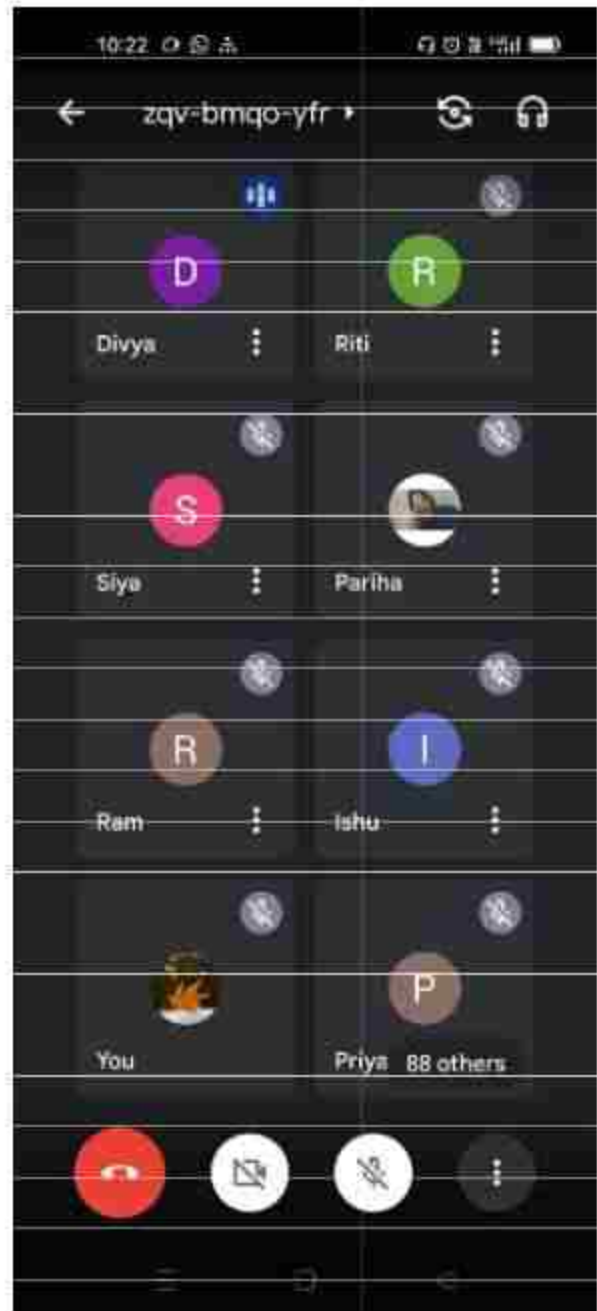 10:22
zqv-bmqo-yfr
D R
Divya Riti
S
Siya Pariha
R I
Ram Ishu
P
You Priya 88 others